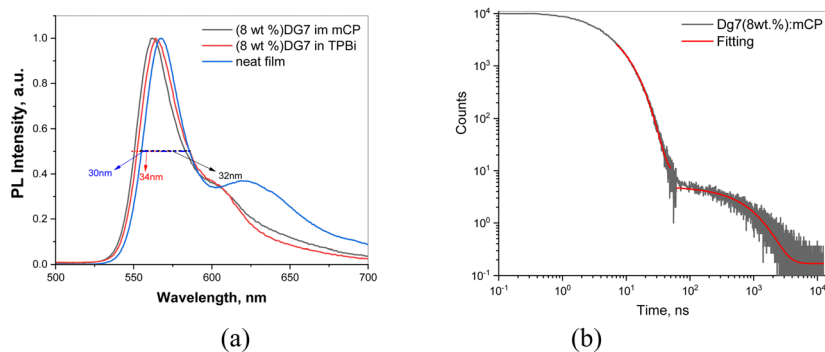 (8 wt %)DG7 im mCP
(8 wt %)DG7 in TPBi
neat film
PL Intensity, a.u.
1.0
0.8
0.6
0.4
0.2
0.0
30nm
34nm
32nm
500
550
600
650
700
Wavelength, nm
(a)
Dg7(8wt.%):mCP
Fitting
Counts
10⁴
10³
10²
10¹
10⁰
10⁻¹
10⁻¹
10⁰
10¹
10²
10³
10⁴
Time, ns
(b)